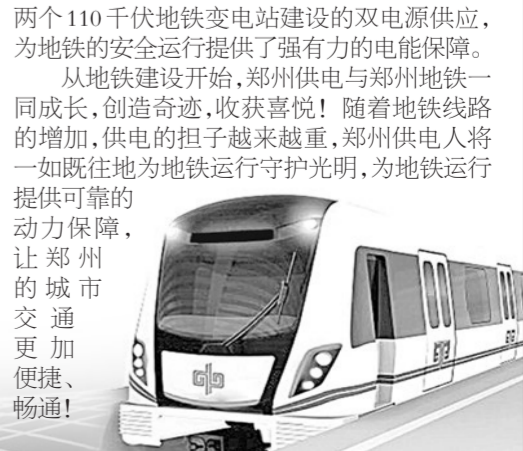 两个110千伏地铁变电站建设的双电源供应,
为地铁的安全运行提供了强有力的电能保障。
从地铁建设开始,郑州供电与郑州地铁一
同成长,创造奇迹,收获喜悦!随着地铁线路
的增加,供电的担子越来越重,郑州供电人将
一如既往地为地铁运行守护光明,为地铁运行
提供可靠的
动力保障,
让郑州
的城市
交通
更加
便捷、
畅通!